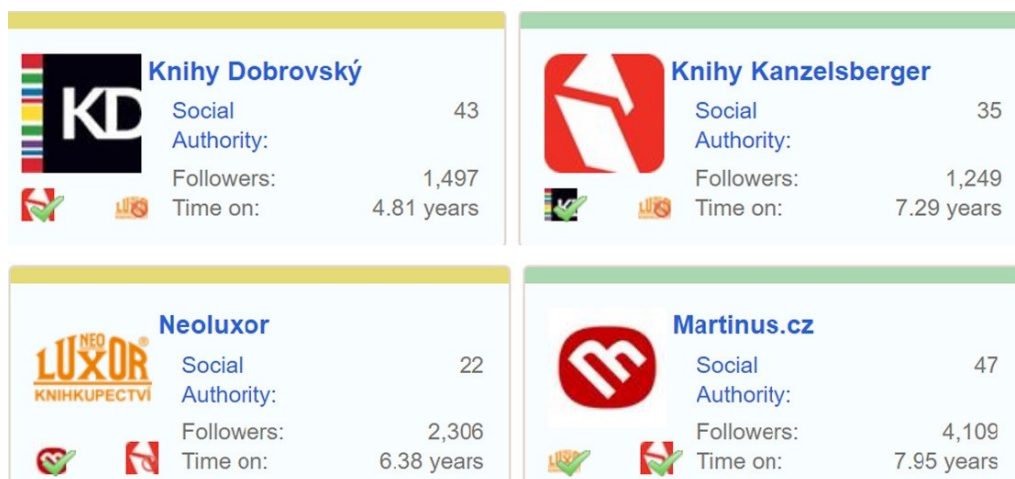 KD
Knihy Dobrovský
Social 43
Authority:
Followers: 1,497
Time on: 4.81 years
Knihy Kanzelsberger
Social 35
Authority:
Followers: 1,249
Time on: 7.29 years
NEO
LUXOR®
KNIHKUPECTVÍ
Neoluxor
Social 22
Authority:
Followers: 2,306
Time on: 6.38 years
Martinus.cz
Social 47
Authority:
Followers: 4,109
Time on: 7.95 years